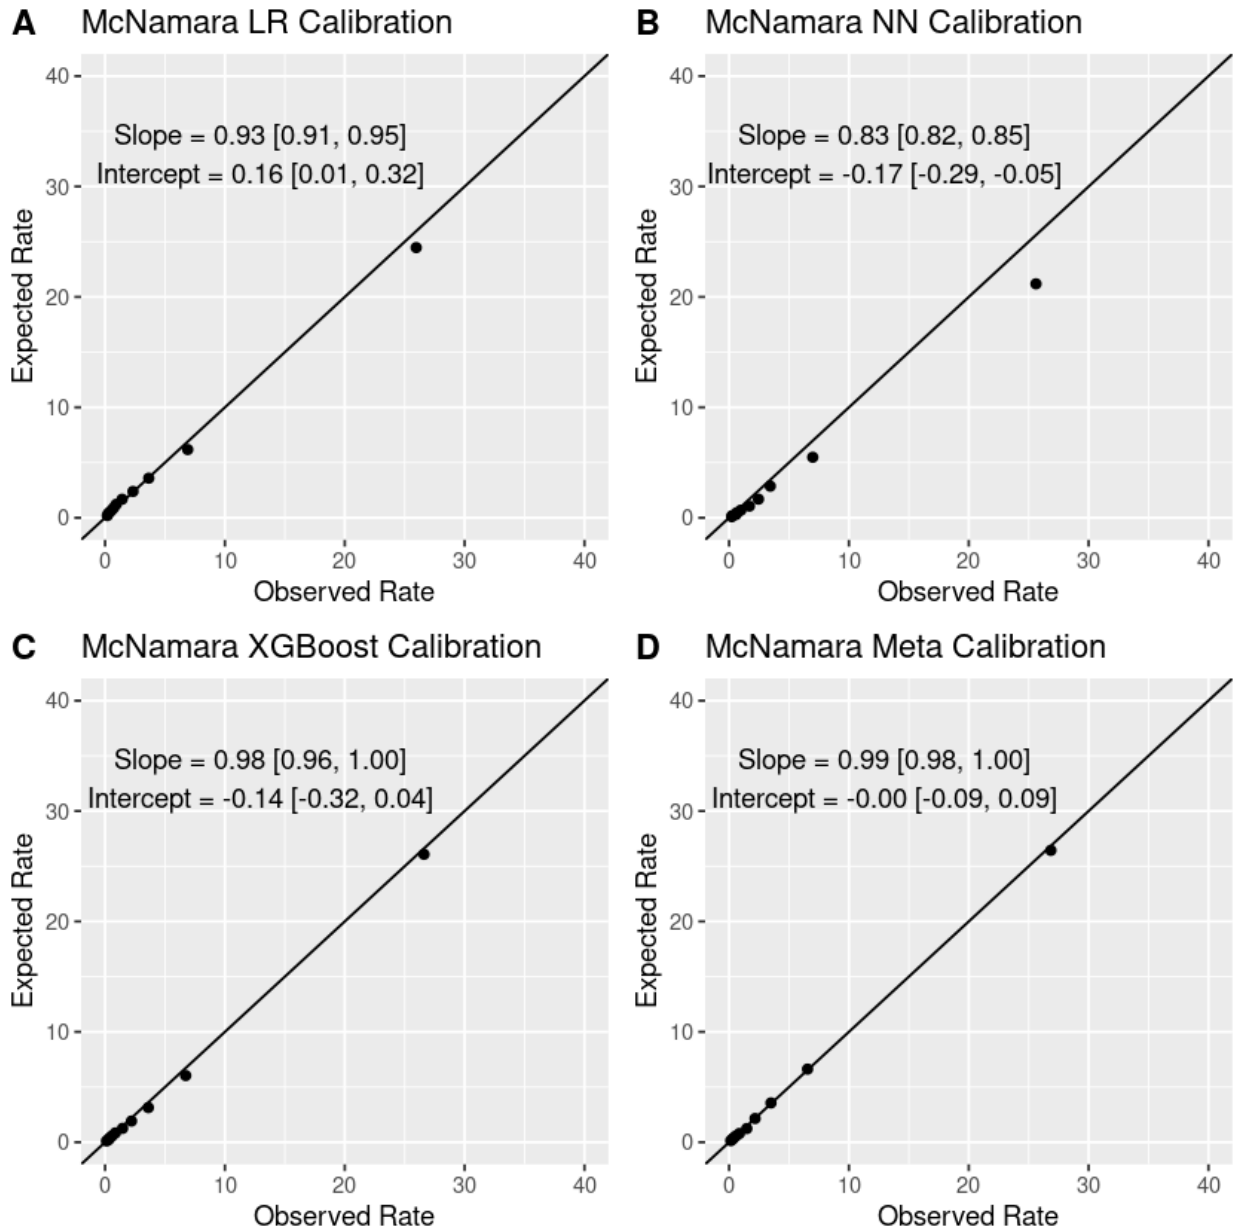 A McNamara LR Calibration
40
30
20
10
0
Slope = 0.93 [0.91, 0.95]
Intercept = 0.16 [0.01, 0.32]
Expected Rate
0 10 20 30 40
Observed Rate
B McNamara NN Calibration
40
30
20
10
0
Slope = 0.83 [0.82, 0.85]
Intercept = -0.17 [-0.29, -0.05]
Expected Rate
0 10 20 30 40
Observed Rate
C McNamara XGBoost Calibration
40
30
20
10
0
Slope = 0.98 [0.96, 1.00]
Intercept = -0.14 [-0.32, 0.04]
Expected Rate
0 10 20 30 40
Observed Rate
D McNamara Meta Calibration
40
30
20
10
0
Slope = 0.99 [0.98, 1.00]
Intercept = -0.00 [-0.09, 0.09]
Expected Rate
0 10 20 30 40
Observed Rate